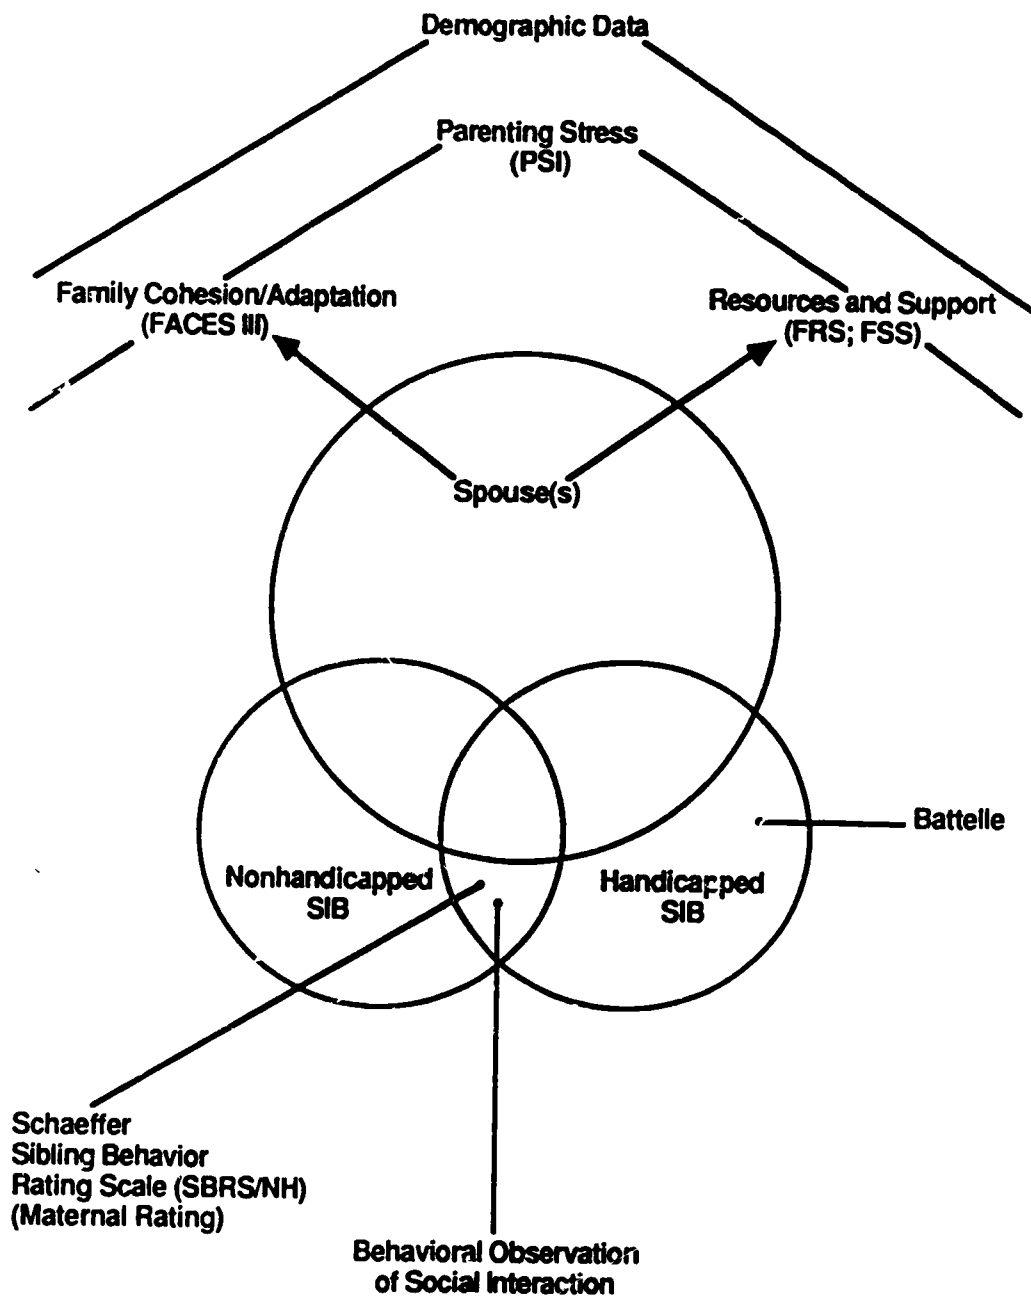 Demographic Data
Parenting Stress
(PSI)
Family Cohesion/Adaptation
(FACES III)
Resources and Support
(FRS; FSS)
Spouse(s)
Battelle
Nonhandicapped
SIB
Handicapped
SIB
Schaeffer
Sibling Behavior
Rating Scale (SBRS/NH)
(Maternal Rating)
Behavioral Observation
of Social Interaction